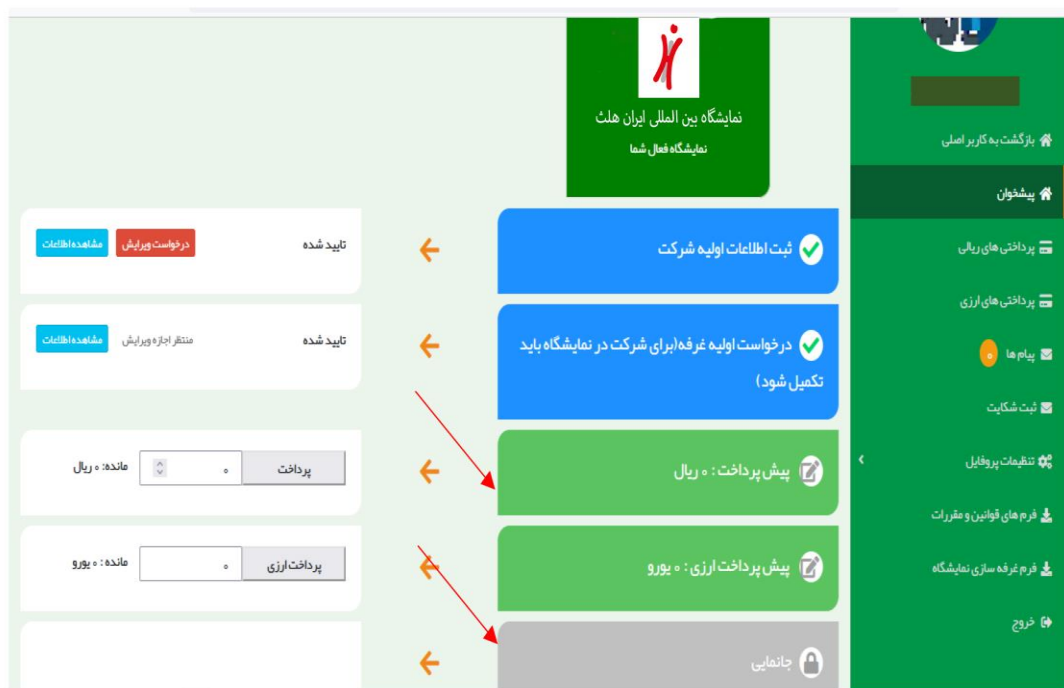 نمایشگاه بین المللی ایران هلث
نمایشگاه فعال شما
بازگشت به کاربر اصلی
پیشخوان
پرداختی های ریالی
پرداختی های ارزی
پیام ها ۰
ثبت شکایت
تنظیمات پروفایل
فرم های قوانین و مقررات
فرم غرفه سازی نمایشگاه
خروج
ثبت اطلاعات اولیه شرکت
تایید شده
درخواست ویرایش
مشاهده اطلاعات
درخواست اولیه غرفه(برای شرکت در نمایشگاه باید
تکمیل شود)
تایید شده
منتظر اجازه ویرایش
مشاهده اطلاعات
پیش پرداخت : ۰ ریال
پرداخت
۰
مانده: ۰ ریال
پیش پرداخت ارزی : ۰ یورو
پرداخت ارزی
۰
مانده : ۰ یورو
جانمایی